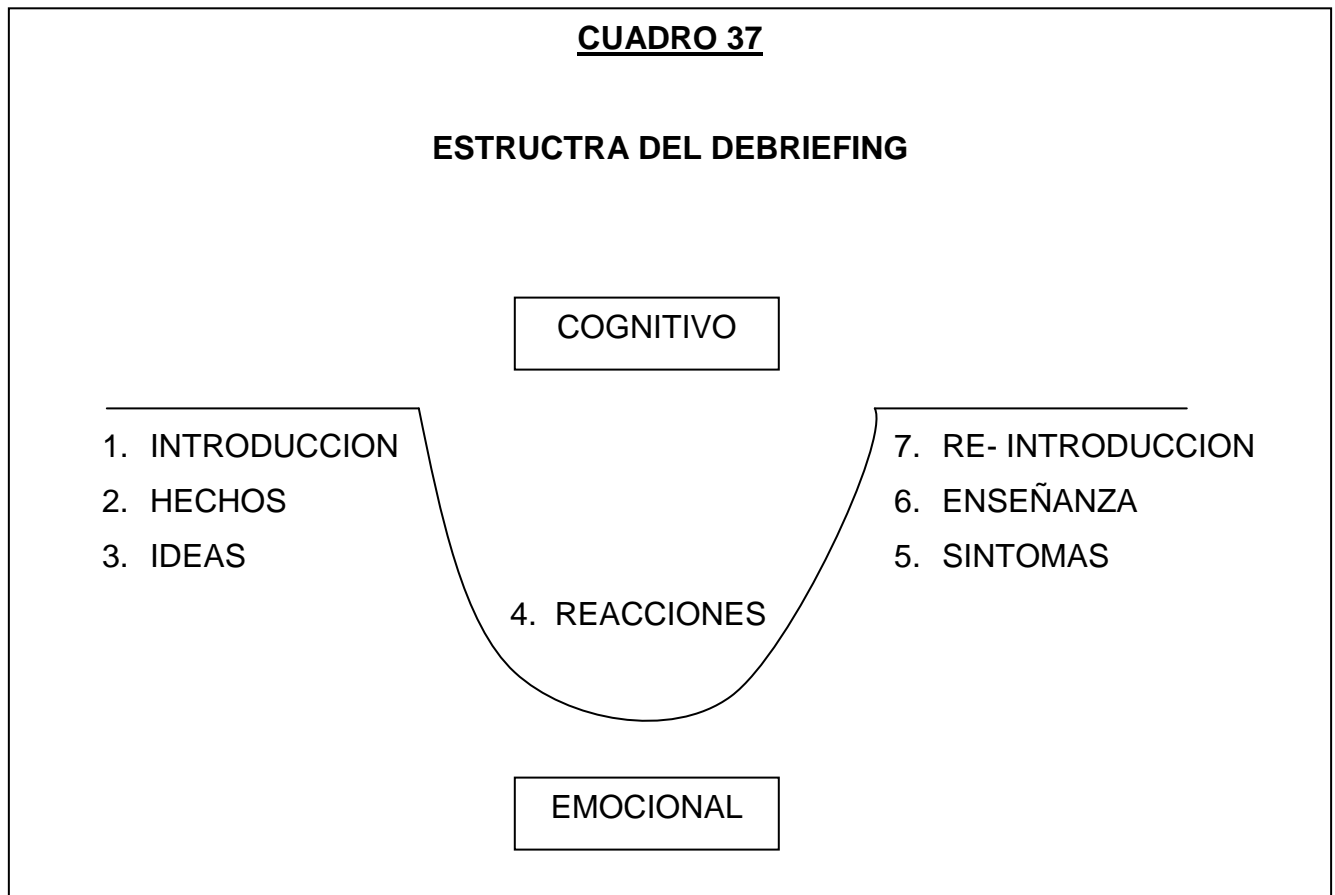 CUADRO 37
ESTRUCTRA DEL DEBRIEFING
COGNITIVO
1. INTRODUCCION
2. HECHOS
3. IDEAS
4. REACCIONES
7. RE- INTRODUCCION
6. ENSEÑANZA
5. SINTOMAS
EMOCIONAL